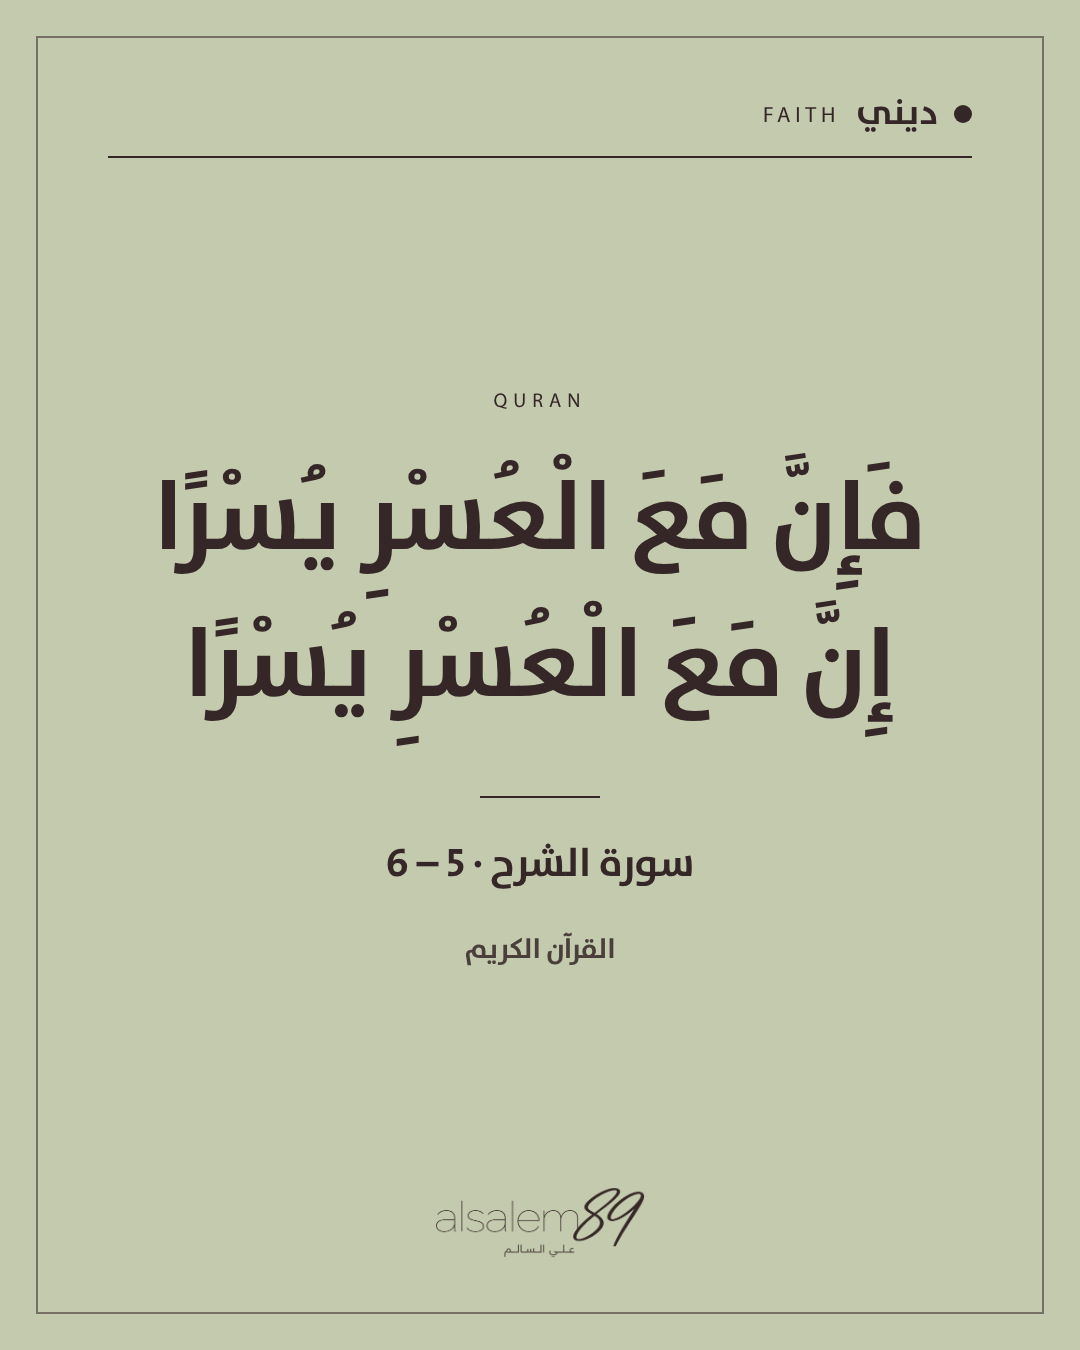 ديني FAITH
QURAN
فَإِنَّ مَعَ الْعُسْرِ يُسْرًا
إِنَّ مَعَ الْعُسْرِ يُسْرًا
سورة الشرح · 5 – 6
القرآن الكريم
alsalem89
علي السالم